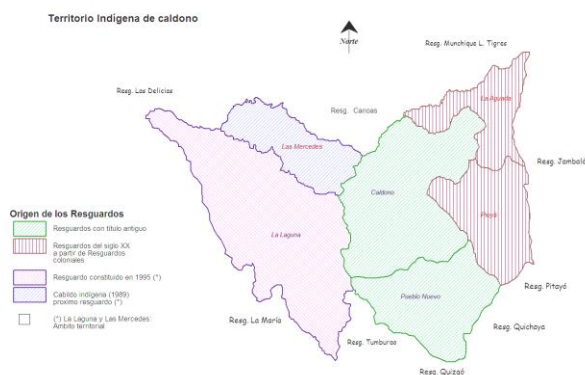 Territorio Indígena de caldono
Norte
Resg. Munchique L. Tigres
Resg. Las Delicias
Resg. Canoas
La Aguada
Las Mercedes
Resg. Jambaló
Caldono
Pioyá
La Laguna
Origen de los Resguardos
Resguardos con título antiguo
Resguardos del siglo XX
a partir de Resguardos
coloniales
Resguardo constituido en 1995 (*)
Cabildo indígena (1989)
proximo resguardo (*)
(*) La Laguna y Las Mercedes:
Ambito territorial
Pueblo Nuevo
Resg. Pitayó
Resg. La María
Resg. Quichaya
Resg. Tumburao
Resg. Quizgó